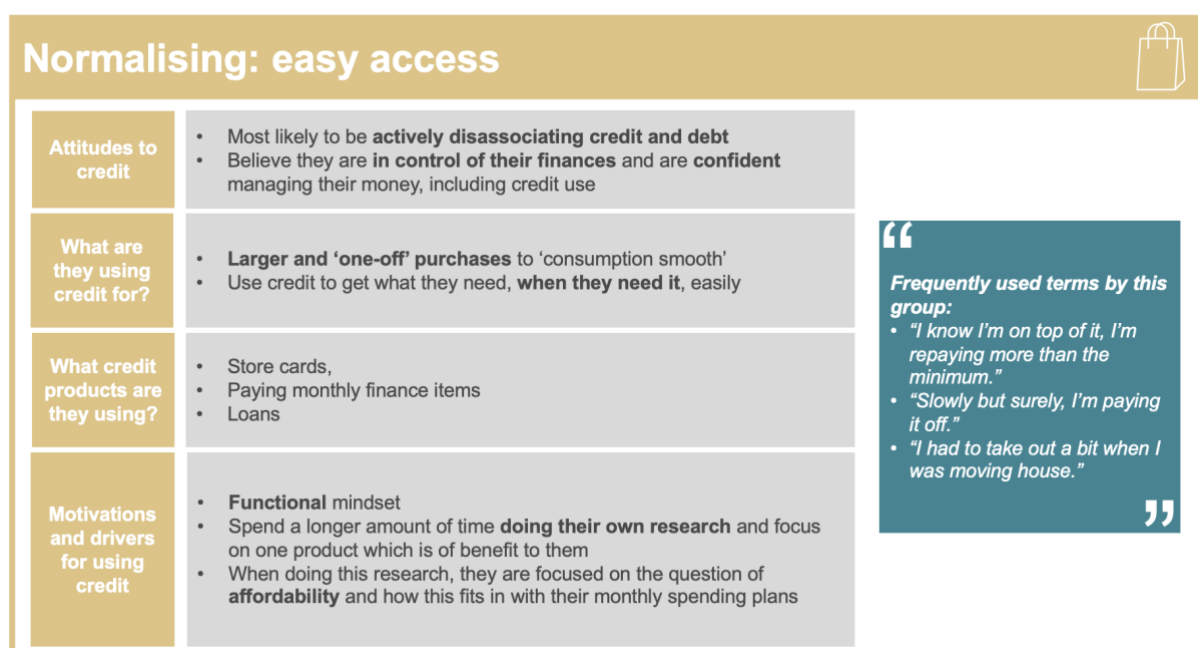 Normalising: easy access
Attitudes to
credit
• Most likely to be actively disassociating credit and debt
• Believe they are in control of their finances and are confident
managing their money, including credit use
What are
they using
credit for?
• Larger and ‘one-off’ purchases to ‘consumption smooth’
• Use credit to get what they need, when they need it, easily
What credit
products are
they using?
• Store cards,
• Paying monthly finance items
• Loans
Motivations
and drivers
for using
credit
• Functional mindset
• Spend a longer amount of time doing their own research and focus
on one product which is of benefit to them
• When doing this research, they are focused on the question of
affordability and how this fits in with their monthly spending plans
“
Frequently used terms by this
group:
• “I know I’m on top of it, I’m
repaying more than the
minimum.”
• “Slowly but surely, I’m paying
it off.”
• “I had to take out a bit when I
was moving house.”
”